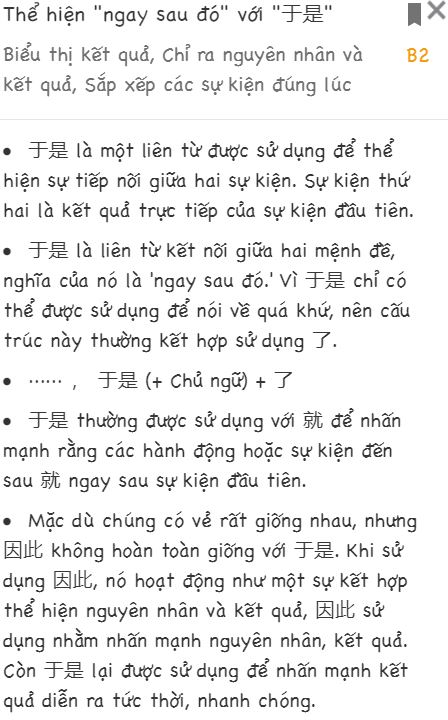 Thể hiện "ngay sau đó" với "于是"
Biểu thị kết quả, Chỉ ra nguyên nhân và
B2
kết quả, Sắp xếp các sự kiện đúng lúc
• 于是 là một liên từ được sử dụng để thể
hiện sự tiếp nối giữa hai sự kiện. Sự kiện thứ
hai là kết quả trực tiếp của sự kiện đầu tiên.
• 于是 là liên từ kết nối giữa hai mệnh đề,
nghĩa của nó là 'ngay sau đó.' Vì 于是 chỉ có
thể được sử dụng để nói về quá khứ, nên cấu
trúc này thường kết hợp sử dụng 了.
• ……， 于是 (+ Chủ ngữ) + 了
• 于是 thường được sử dụng với 就 để nhấn
mạnh rằng các hành động hoặc sự kiện đến
sau 就 ngay sau sự kiện đầu tiên.
• Mặc dù chúng có vẻ rất giống nhau, nhưng
因此 không hoàn toàn giống với 于是. Khi sử
dụng 因此, nó hoạt động như một sự kết hợp
thể hiện nguyên nhân và kết quả, 因此 sử
dụng nhằm nhấn mạnh nguyên nhân, kết quả.
Còn 于是 lại được sử dụng để nhấn mạnh kết
quả diễn ra tức thời, nhanh chóng.